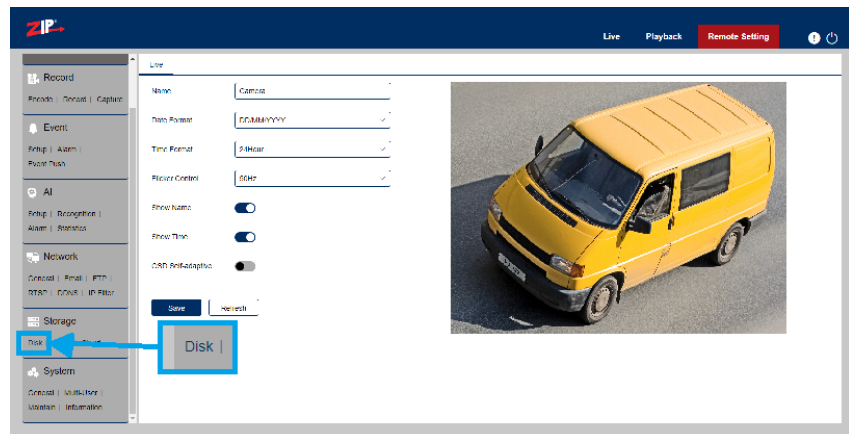 ZIP
Live Playback Remote Setting
Record
Encode | Record | Capture
Event
Setup | Alarm |
Event Push
AI
Setup | Recognition |
Alarm | Statistics
Network
General | Email | FTP |
RTSP | DDNS | IP Filter
Storage
Disk
System
General | Multi-User |
Maintain | Information
Live
Name Camera
Date Format DD/MM/YYYY
Time Format 24Hour
Flicker Control 50Hz
Show Name
Show Time
OSD Self-adaptive
Save Refresh
Disk |